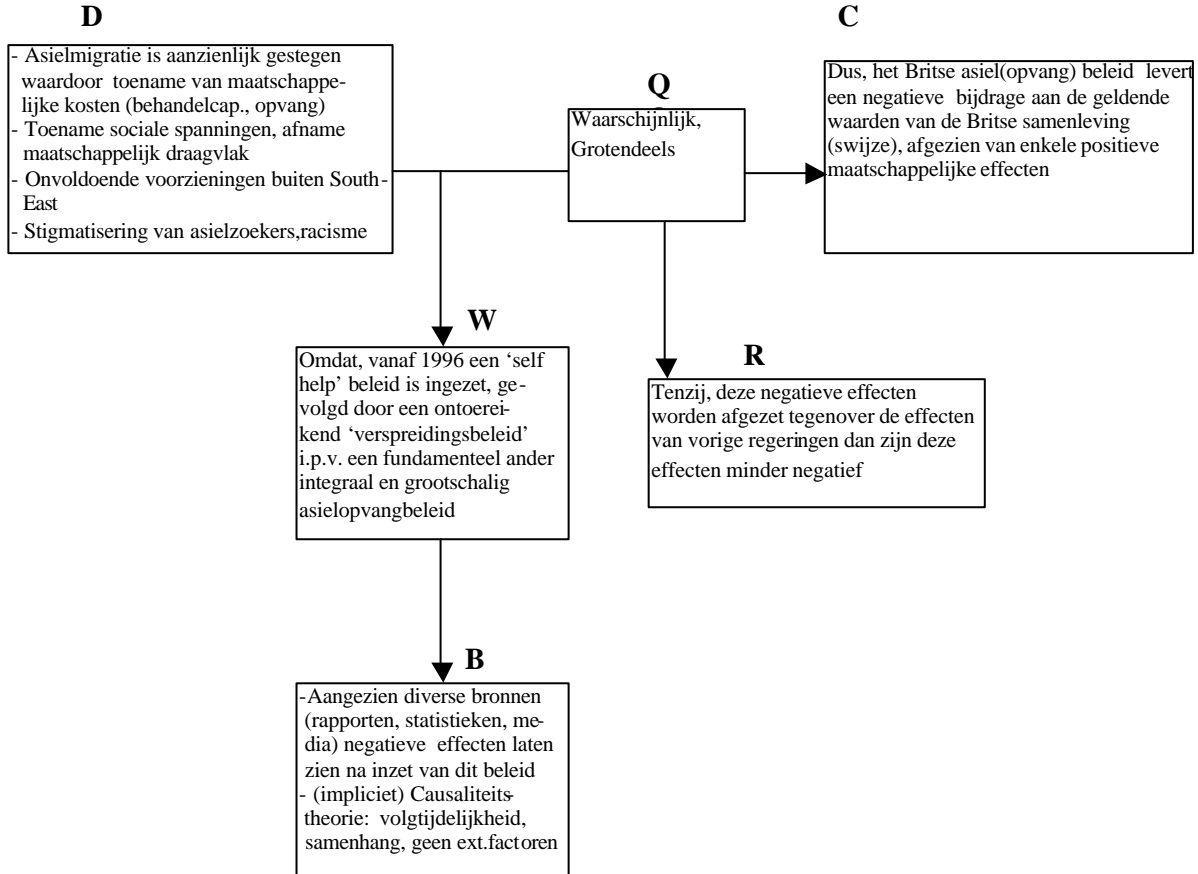 D
- Asielmigratie is aanzienlijk gestegen
waardoor toename van maatschappe-
lijke kosten (behandelcap., opvang)
- Toename sociale spanningen, afname
maatschappelijk draagvlak
- Onvoldoende voorzieningen buiten South-
East
- Stigmatisering van asielzoekers,racisme
Q
Waarschijnlijk,
Grotendeels
C
Dus, het Britse asiel(opvang) beleid levert
een negatieve bijdrage aan de geldende
waarden van de Britse samenleving
(swijze), afgezien van enkele positieve
maatschappelijke effecten
W
Omdat, vanaf 1996 een ‘self
help’ beleid is ingezet, ge-
volgd door een ontoerei-
kend ‘verspreidingsbeleid’
i.p.v. een fundamenteel ander
integraal en grootschalig
asielopvangbeleid
R
Tenzij, deze negatieve effecten
worden afgezet tegenover de effecten
van vorige regeringen dan zijn deze
effecten minder negatief
B
-Aangezien diverse bronnen
(rapporten, statistieken, me-
dia) negatieve effecten laten
zien na inzet van dit beleid
- (impliciet) Causaliteits-
theorie: volgtijdelijkheid,
samenhang, geen ext.factoren